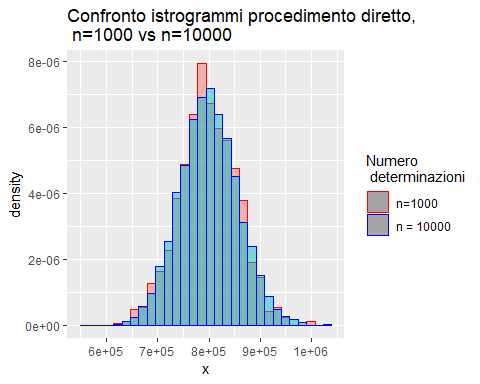 Confronto istrogrammi procedimento diretto,
n=1000 vs n=10000
8e-06
6e-06
4e-06
2e-06
0e+00
density
6e+05 7e+05 8e+05 9e+05 1e+06
x
Numero
determinazioni
n=1000
n = 10000